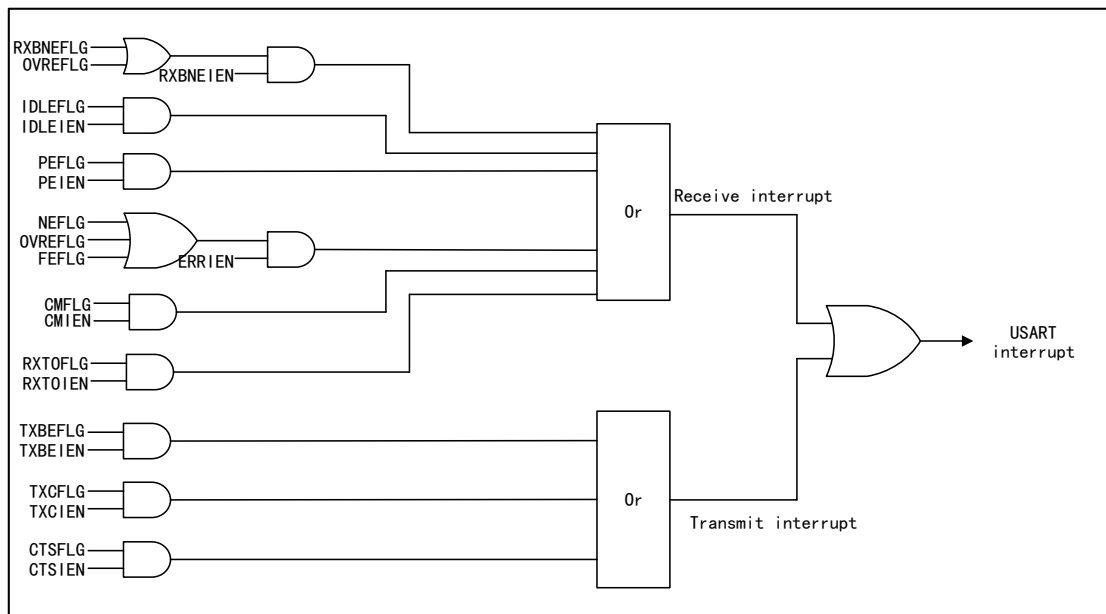 RXBNEFLG
OVREFLG
RXBNEIEN
IDLEFLG
IDLEIEN
PEFLG
PEIEN
NEFLG
OVREFLG
FEFLG
ERRIEN
CMFLG
CMIEN
RXTOFLG
RXTOIEN
Or
Receive interrupt
USART
interrupt
TXBEFLG
TXBEIEN
TXCFLG
TXCIEN
CTSFLG
CTSIEN
Or
Transmit interrupt